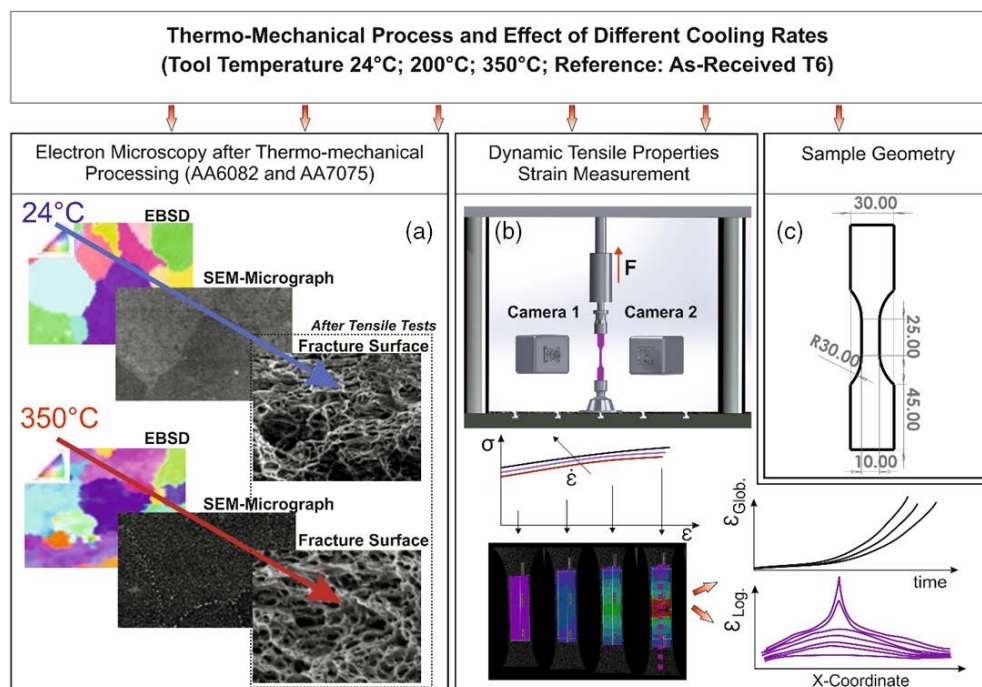 Thermo-Mechanical Process and Effect of Different Cooling Rates
(Tool Temperature 24°C; 200°C; 350°C; Reference: As-Received T6)
Electron Microscopy after Thermo-mechanical
Processing (AA6082 and AA7075)
24°C
(a)
EBSD
SEM-Micrograph
After Tensile Tests
Fracture Surface
350°C
EBSD
SEM-Micrograph
Fracture Surface
Dynamic Tensile Properties
Strain Measurement
(b)
F
Camera 1
Camera 2
σ
ε̇
ε
Sample Geometry
(c)
30.00
25.00
R30.00
45.00
10.00
εGlob.
time
εLog.
X-Coordinate